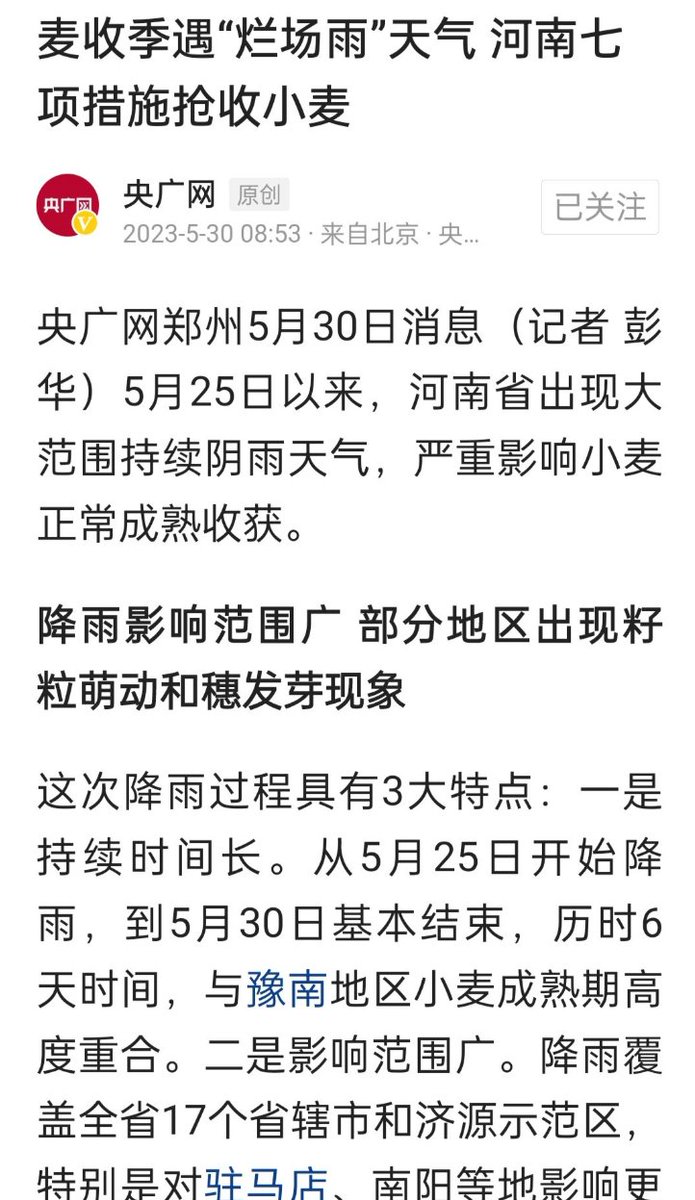 麦收季遇“烂场雨”天气 河南七
项措施抢收小麦
央广网
央广网 原创
已关注
2023-5-30 08:53 · 来自北京 · 央...
央广网郑州5月30日消息（记者 彭
华）5月25日以来，河南省出现大
范围持续阴雨天气，严重影响小麦
正常成熟收获。
降雨影响范围广 部分地区出现籽
粒萌动和穗发芽现象
这次降雨过程具有3大特点：一是
持续时间长。从5月25日开始降
雨，到5月30日基本结束，历时6
天时间，与豫南地区小麦成熟期高
度重合。二是影响范围广。降雨覆
盖全省17个省辖市和济源示范区，
特别是对驻马店、南阳等地影响更